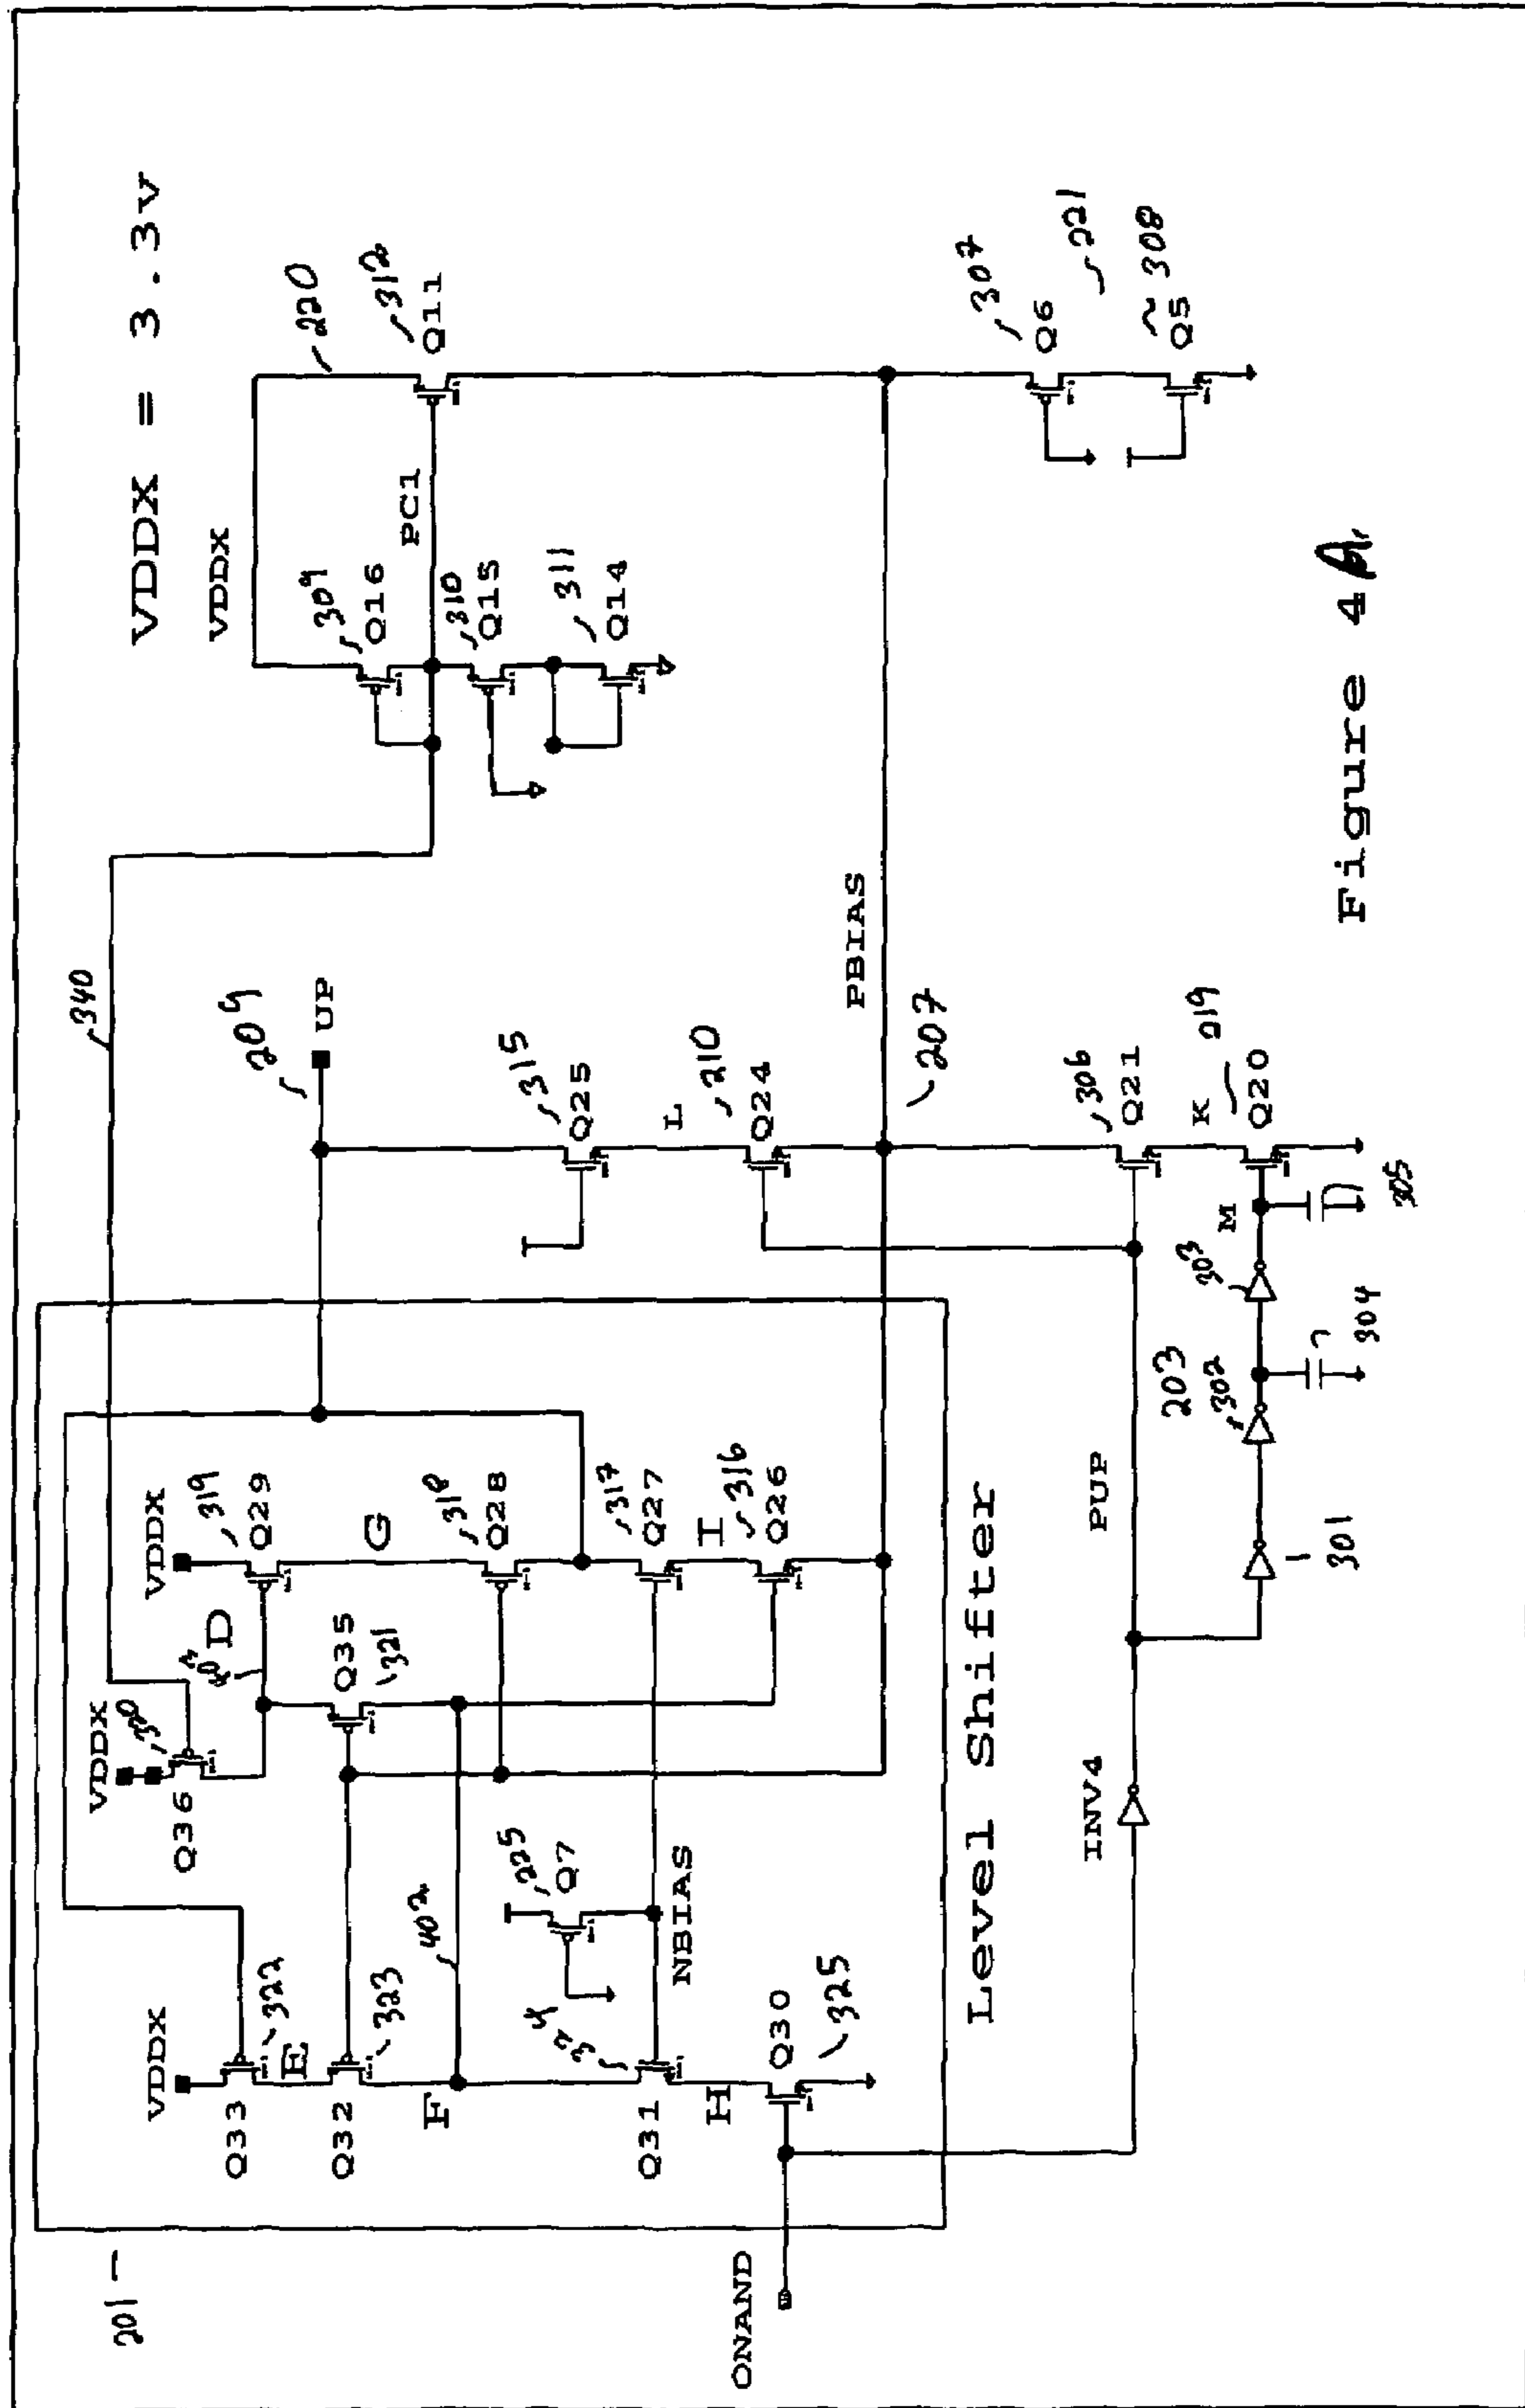 201
VDDX = 3.3v
VDDX
VDDX
VDDX
VDDX
340
220
Q33
322
Q36
320
D
Q29
319
209
UP
309
Q16
312
Q11
E
Q32
323
Q35
321
G
PC1
F
402
318
Q28
315
Q25
310
Q15
225
Q7
311
Q14
324
Q31
NBIAS
317
Q27
L
H
I
316
Q26
210
Q24
Q30
325
ONAND
PBIAS
207
Level Shifter
307
Q6
221
308
Q5
INV4
PUP
306
Q21
203
302
303
M
K
219
Q20
301
304
305
Figure 4A